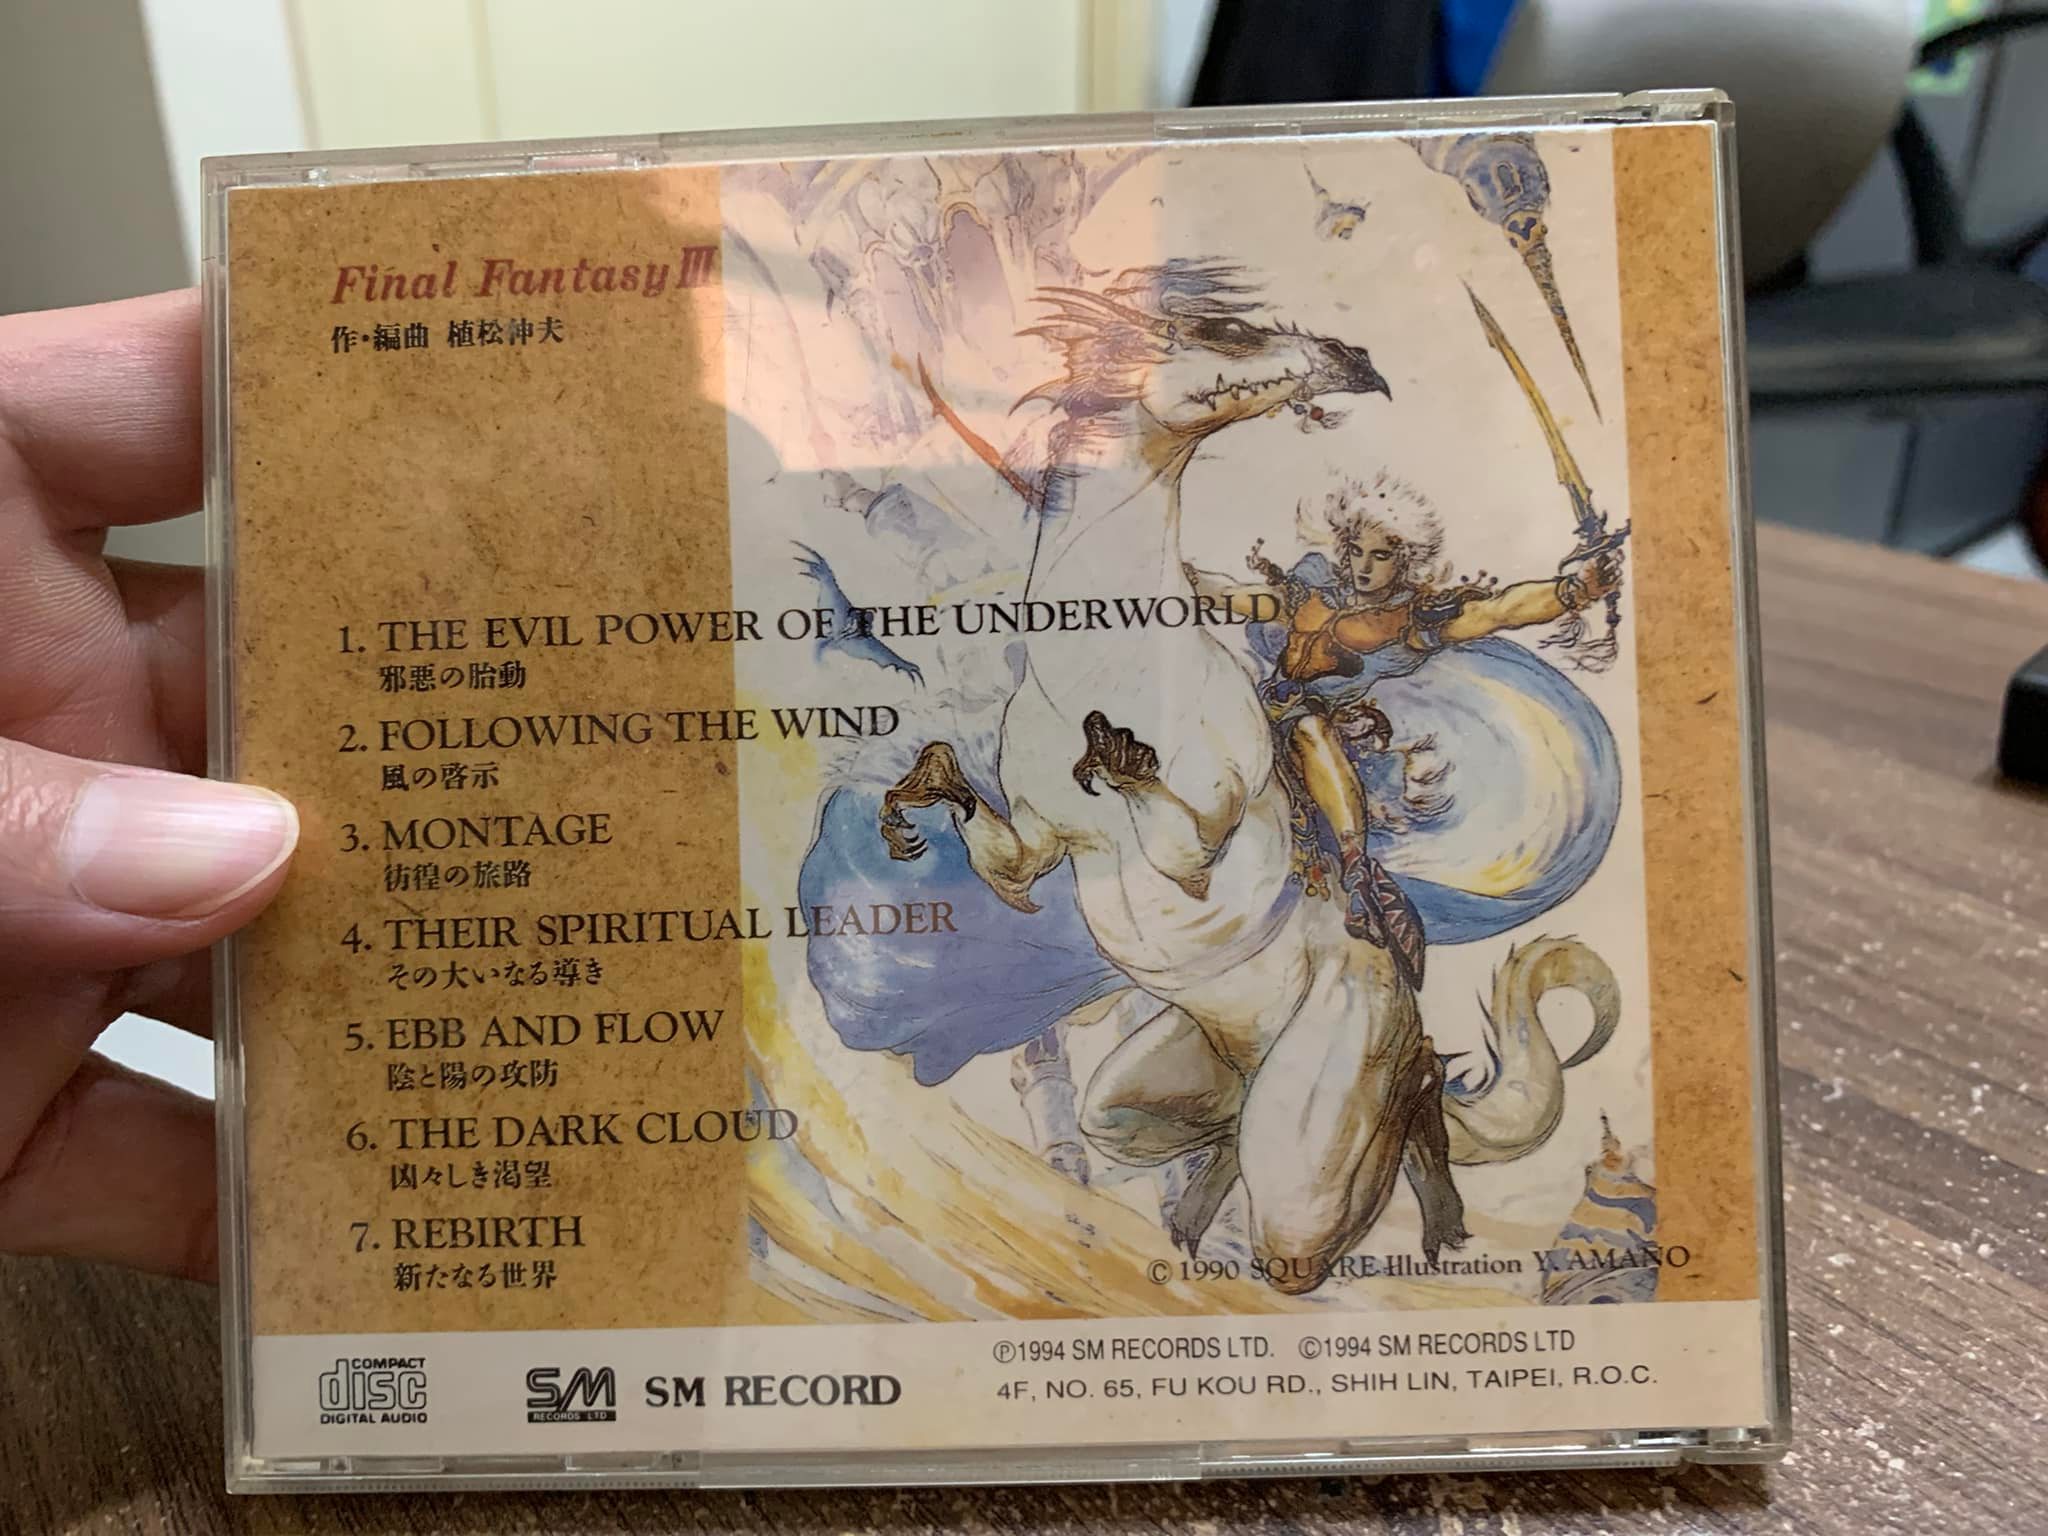 Final Fantasy III
作・編曲 植松伸夫
1. THE EVIL POWER OF THE UNDERWORLD
邪悪の胎動
2. FOLLOWING THE WIND
風の啓示
3. MONTAGE
彷徨の旅路
4. THEIR SPIRITUAL LEADER
その大いなる導き
5. EBB AND FLOW
陰と陽の攻防
6. THE DARK CLOUD
凶々しき渇望
7. REBIRTH
新たなる世界
© 1990 SQUARE Illustration Y. AMANO
COMPACT
disc
DIGITAL AUDIO
SM
RECORDS LTD
SM RECORD
℗1994 SM RECORDS LTD. ©1994 SM RECORDS LTD
4F, NO. 65, FU KOU RD., SHIH LIN, TAIPEI, R.O.C.